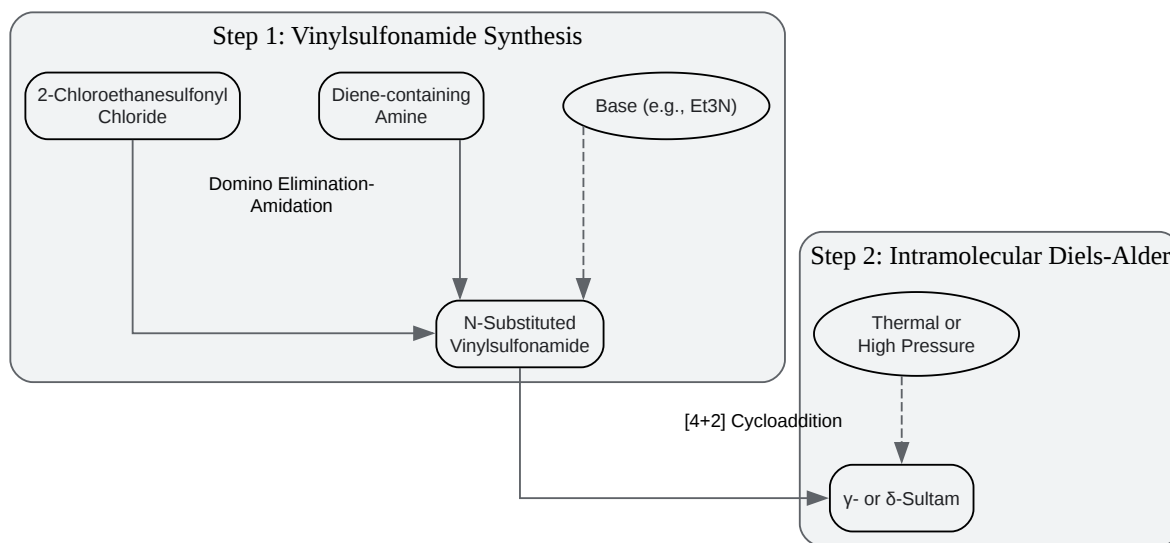 Step 1: Vinylsulfonamide Synthesis
2-Chloroethanesulfonyl
Chloride
Diene-containing
Amine
Base (e.g., Et3N)
Domino Elimination-
Amidation
N-Substituted
Vinylsulfonamide
Step 2: Intramolecular Diels-Alder
Thermal or
High Pressure
[4+2] Cycloaddition
γ- or δ-Sultam